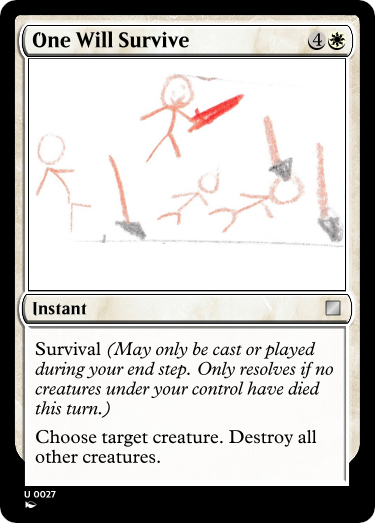 One Will Survive 4
Instant
Survival (May only be cast or played
during your end step. Only resolves if no
creatures under your control have died
this turn.)
Choose target creature. Destroy all
other creatures.
U 0027